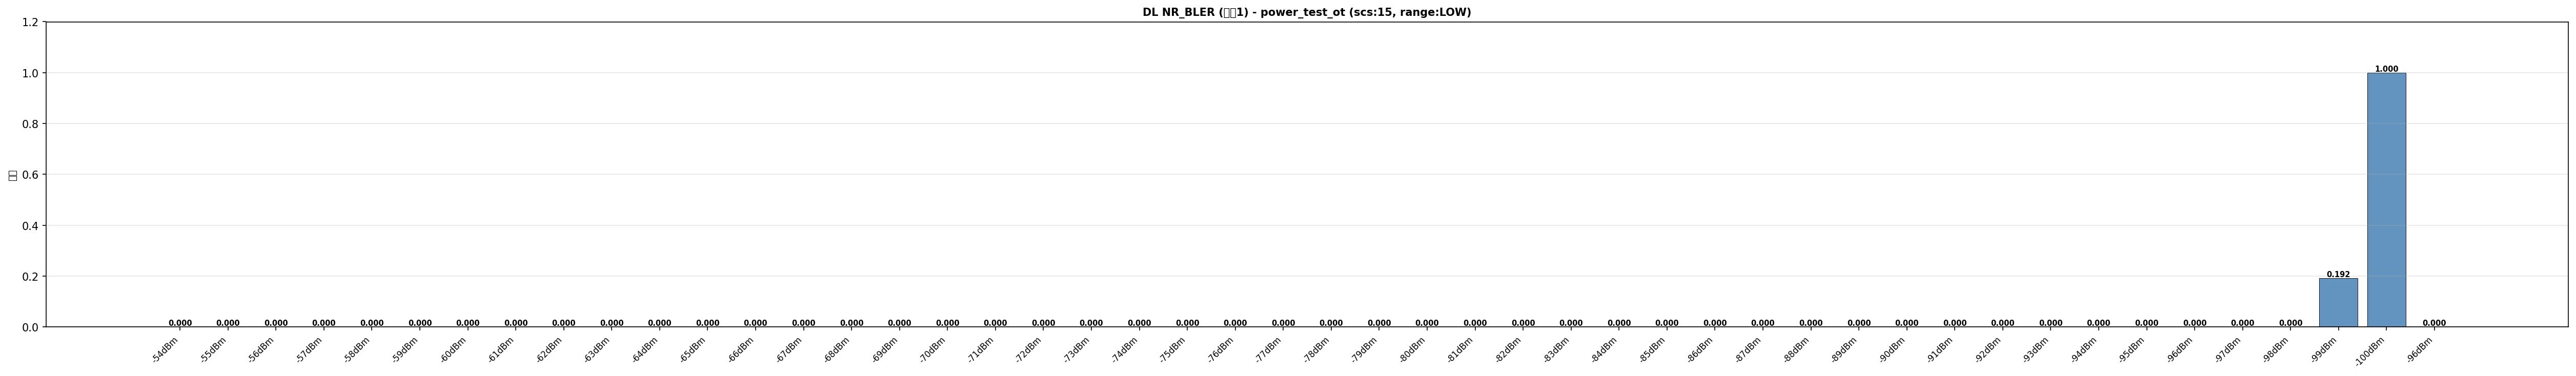 DL NR_BLER (▯▯1) - power_test_ot (scs:15, range:LOW)
1.2
1.0
0.8
0.6
0.4
0.2
0.0
▯▯
0.000 0.000 0.000 0.000 0.000 0.000 0.000 0.000 0.000 0.000 0.000 0.000 0.000 0.000 0.000 0.000 0.000 0.000 0.000 0.000 0.000 0.000 0.000 0.000 0.000 0.000 0.000 0.000 0.000 0.000 0.000 0.000 0.000 0.000 0.000 0.000 0.000 0.000 0.000 0.000 0.000 0.000 0.000 0.000 0.000 0.192 1.000 0.000
-54dBm -55dBm -56dBm -57dBm -58dBm -59dBm -60dBm -61dBm -62dBm -63dBm -64dBm -65dBm -66dBm -67dBm -68dBm -69dBm -70dBm -71dBm -72dBm -73dBm -74dBm -75dBm -76dBm -77dBm -78dBm -79dBm -80dBm -81dBm -82dBm -83dBm -84dBm -85dBm -86dBm -87dBm -88dBm -89dBm -90dBm -91dBm -92dBm -93dBm -94dBm -95dBm -96dBm -97dBm -98dBm -99dBm -100dBm -96dBm